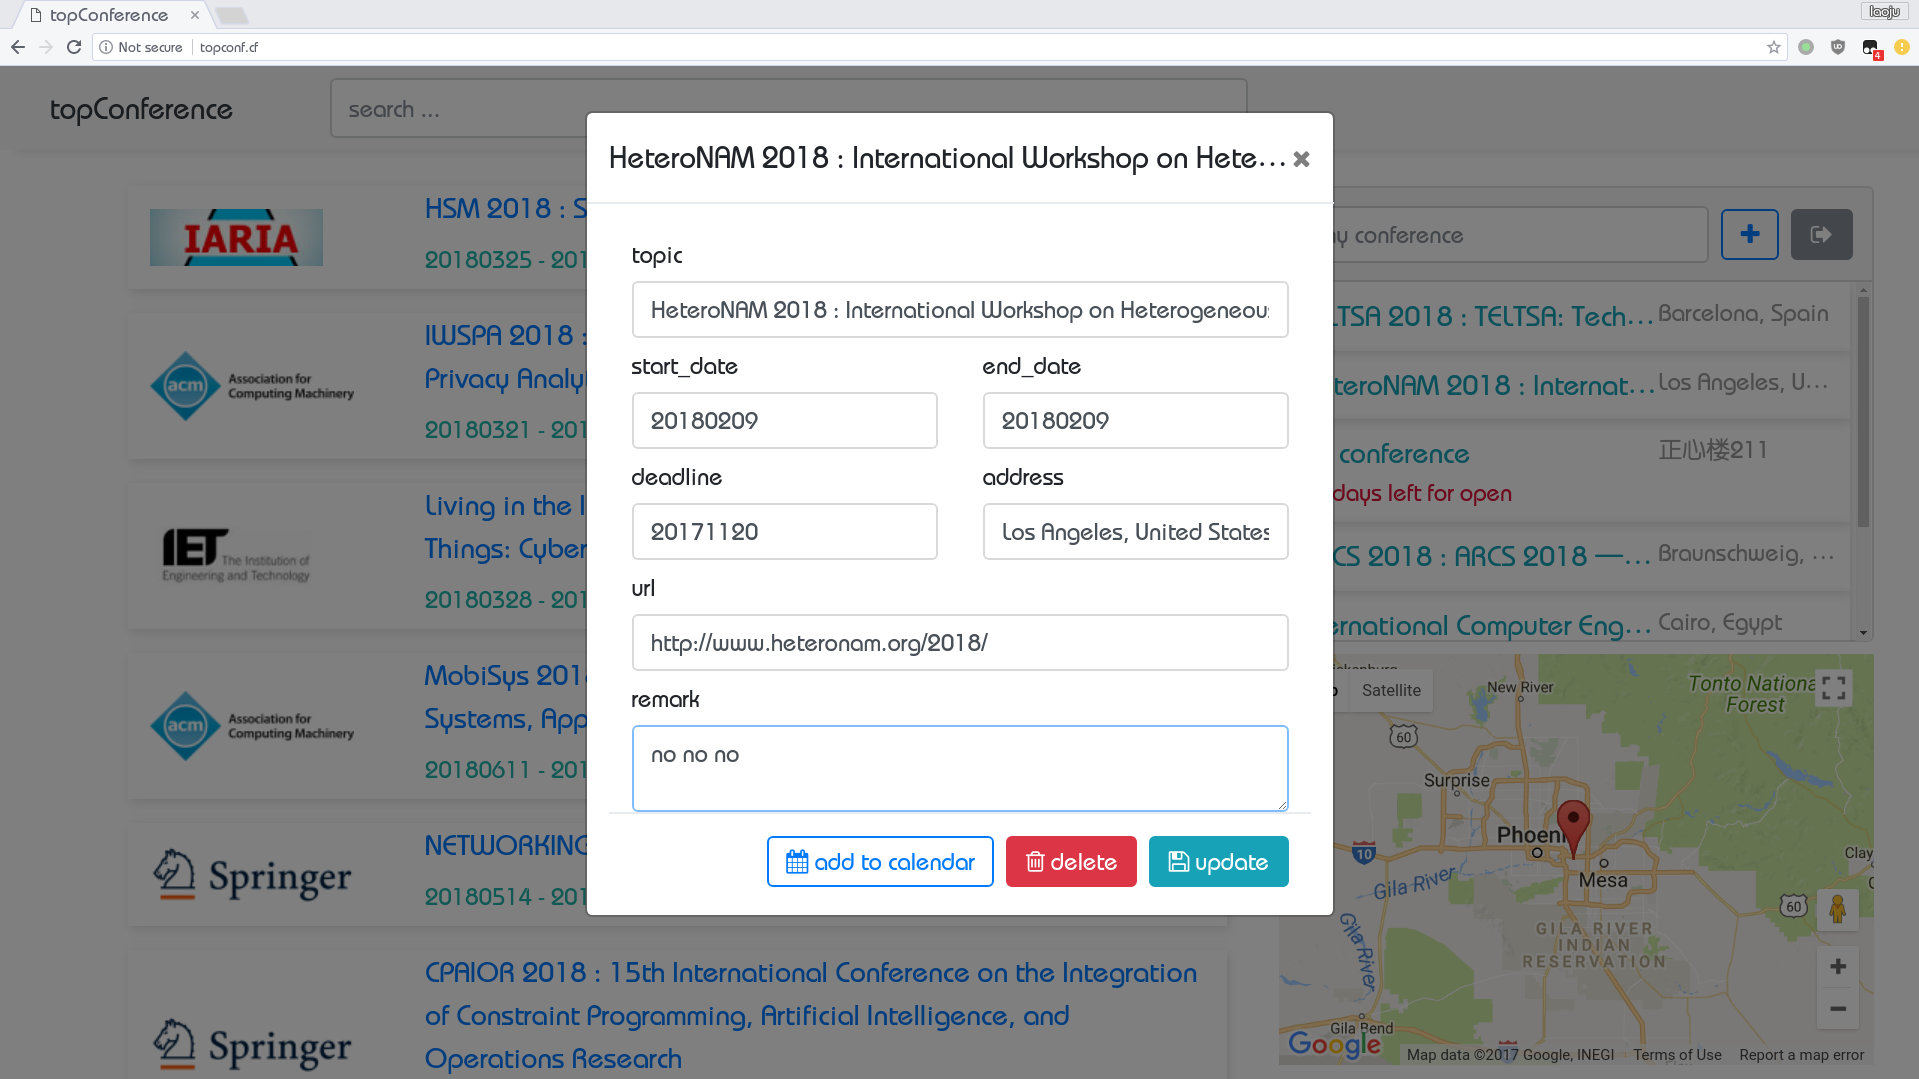 topConference
laoju
Not secure
topconf.cf
4
topConference
search ...
IARIA
HSM 2018 : S
20180325 - 201
acm Association for
Computing Machinery
IWSPA 2018 :
Privacy Analy
20180321 - 201
IET The Institution of
Engineering and Technology
Living in the I
Things: Cyber
20180328 - 201
acm Association for
Computing Machinery
MobiSys 201
Systems, App
20180611 - 201
Springer
NETWORKING
20180514 - 201
Springer
CPAIOR 2018 : 15th International Conference on the Integration
of Constraint Programming, Artificial Intelligence, and
Operations Research
HeteroNAM 2018 : International Workshop on Hete...
topic
HeteroNAM 2018 : International Workshop on Heterogeneous
start_date
end_date
20180209
20180209
deadline
address
20171120
Los Angeles, United States
url
http://www.heteronam.org/2018/
remark
no no no
add to calendar
delete
update
y conference
LTSA 2018 : TELTSA: Tech...
Barcelona, Spain
teroNAM 2018 : Internat...
Los Angeles, U...
conference
正心楼211
days left for open
CS 2018 : ARCS 2018 —...
Braunschweig, ...
ernational Computer Eng...
Cairo, Egypt
Satellite
New River
Tonto Nationa
Forest
60
Surprise
Phoeni
10
Mesa
Clay
Gila River
60
Gila River
GILA RIVER
INDIAN
RESERVATION
Gila Bend
Google
Map data ©2017 Google, INEGI
Terms of Use
Report a map error